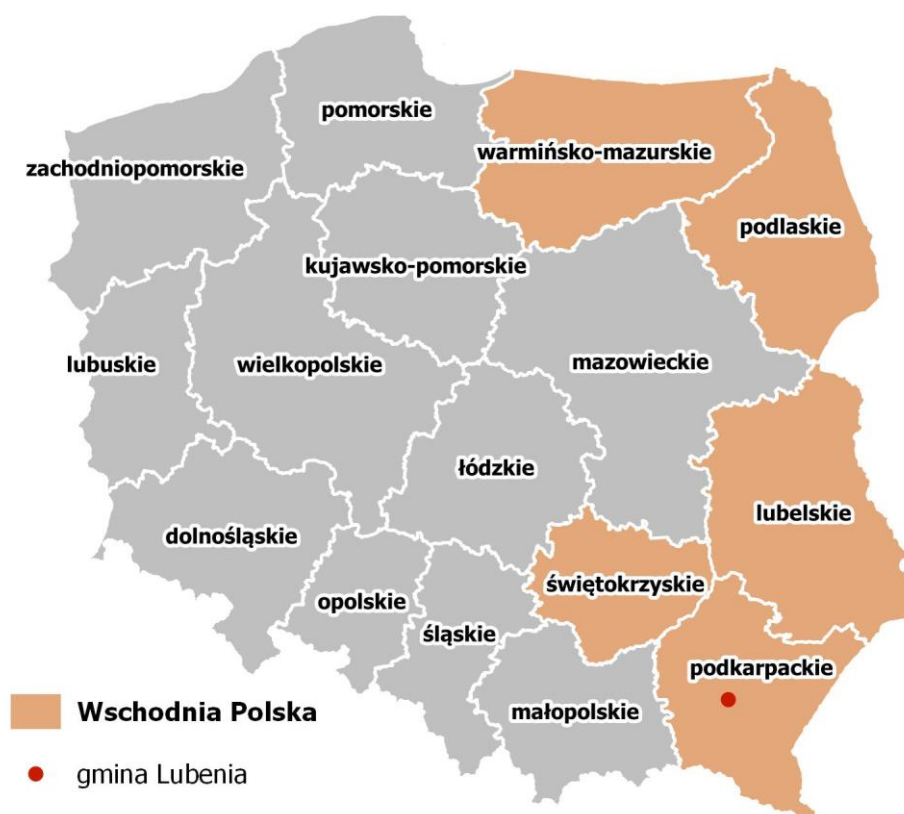 pomorskie
warmińsko-mazurskie
zachodniopomorskie
podlaskie
kujawsko-pomorskie
lubuskie
wielkopolskie
mazowieckie
łódzkie
lubelskie
dolnośląskie
świętokrzyskie
opolskie
śląskie
podkarpackie
małopolskie
Wschodnia Polska
gmina Lubenia